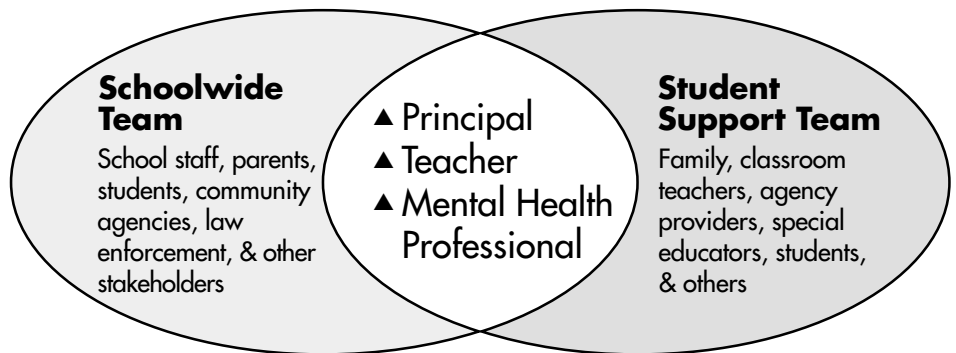 Schoolwide
Team
School staff, parents,
students, community
agencies, law
enforcement, & other
stakeholders
▲ Principal
▲ Teacher
▲ Mental Health
Professional
Student
Support Team
Family, classroom
teachers, agency
providers, special
educators, students,
& others